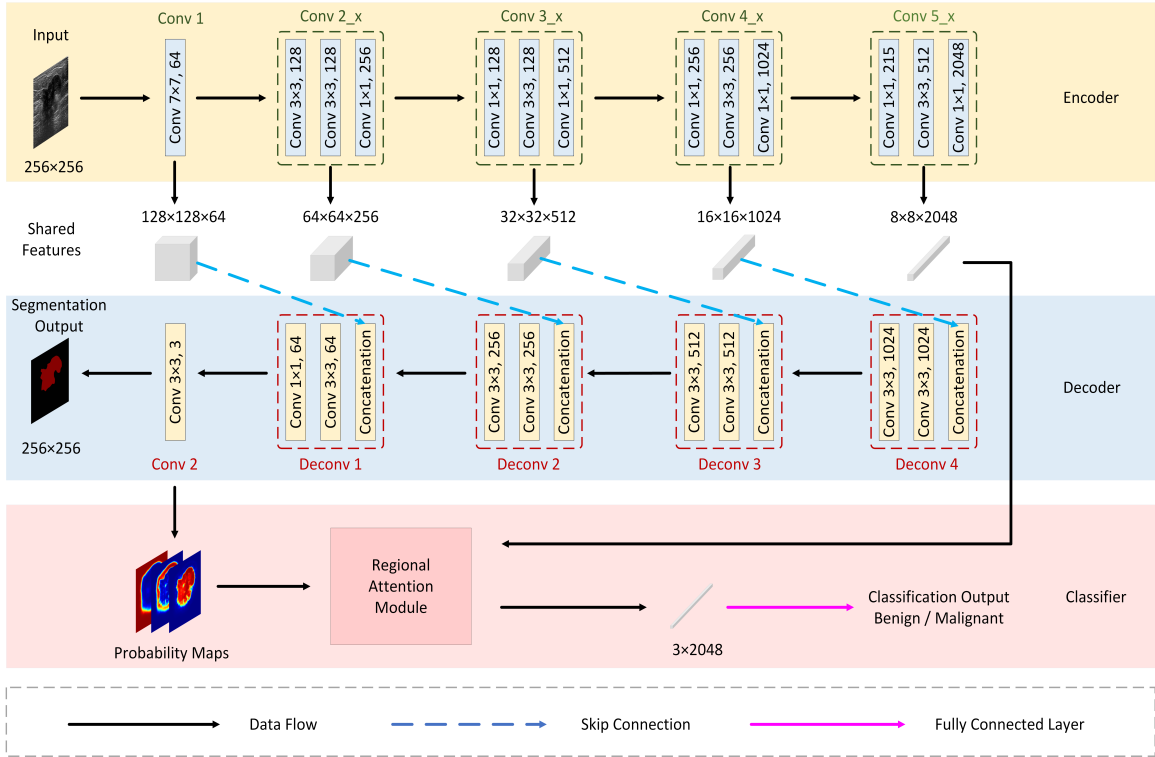 Conv 1
Conv 2_x
Conv 3_x
Conv 4_x
Conv 5_x
Input
Conv 7×7, 64
Conv 3×3, 128
Conv 3×3, 128
Conv 1×1, 256
Conv 1×1, 128
Conv 3×3, 128
Conv 1×1, 512
Conv 1×1, 256
Conv 3×3, 256
Conv 1×1, 1024
Conv 1×1, 215
Conv 3×3, 512
Conv 1×1, 2048
Encoder
256×256
128×128×64
64×64×256
32×32×512
16×16×1024
8×8×2048
Shared
Features
Segmentation
Output
Conv 3×3, 3
Conv 1×1, 64
Conv 3×3, 64
Concatenation
Conv 3×3, 256
Conv 3×3, 256
Concatenation
Conv 3×3, 512
Conv 3×3, 512
Concatenation
Conv 3×3, 1024
Conv 3×3, 1024
Concatenation
Decoder
256×256
Conv 2
Deconv 1
Deconv 2
Deconv 3
Deconv 4
Regional
Attention
Module
Classification Output
Benign / Malignant
Classifier
Probability Maps
3×2048
Data Flow
Skip Connection
Fully Connected Layer